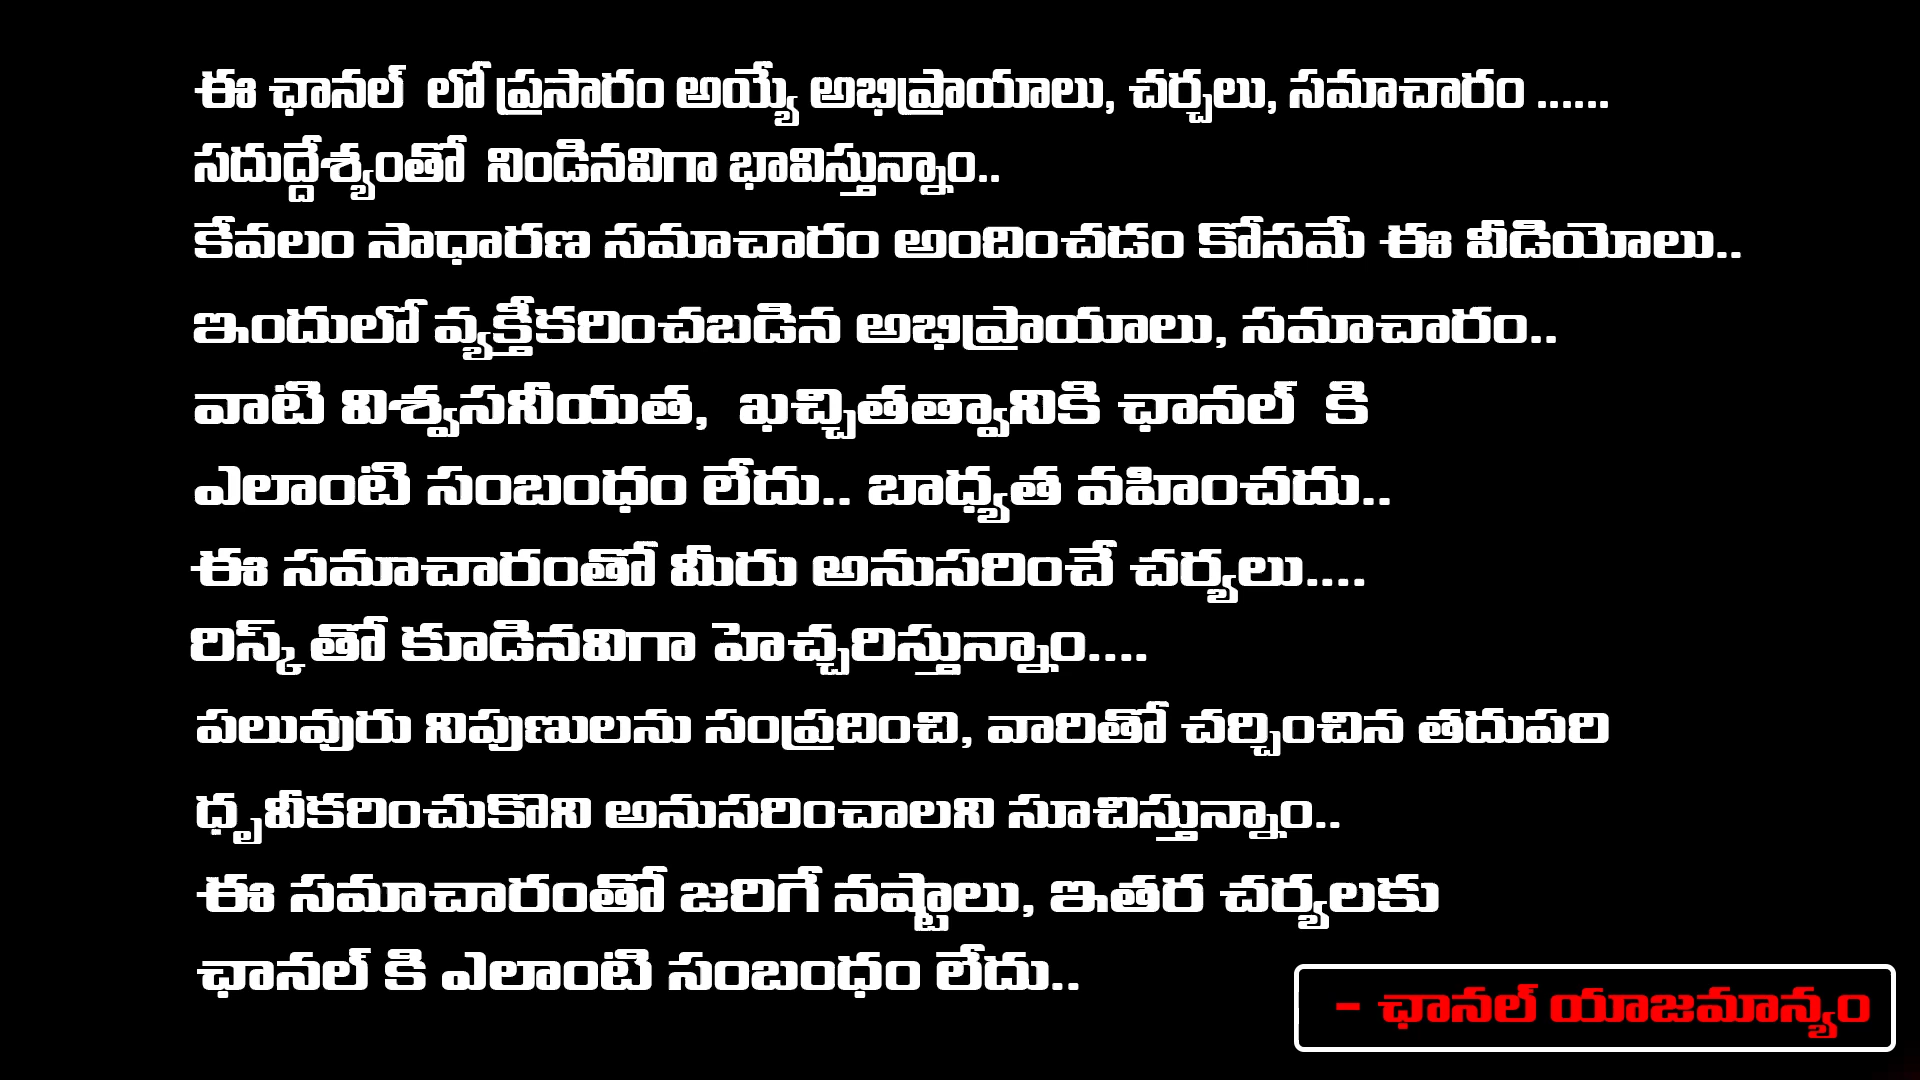 ఈ ఛానల్ లో ప్రసారం అయ్యే అభిప్రాయాలు, చర్చలు, సమాచారం ......
సదుద్దేశ్యంతో నిండినవిగా భావిస్తున్నాం..
కేవలం సాధారణ సమాచారం అందించడం కోసమే ఈ వీడియోలు..
ఇందులో వ్యక్తీకరించబడిన అభిప్రాయాలు, సమాచారం..
వాటి విశ్వసనీయత, ఖచ్చితత్వానికి ఛానల్ కి
ఎలాంటి సంబంధం లేదు.. బాధ్యత వహించదు..
ఈ సమాచారంతో మీరు అనుసరించే చర్యలు....
రిస్క్ తో కూడినవిగా హెచ్చరిస్తున్నాం....
పలువురు నిపుణులను సంప్రదించి, వారితో చర్చించిన తదుపరి
ధృవీకరించుకొని అనుసరించాలని సూచిస్తున్నాం..
ఈ సమాచారంతో జరిగే నష్టాలు, ఇతర చర్యలకు
ఛానల్ కి ఎలాంటి సంబంధం లేదు..
- ఛానల్ యాజమాన్యం